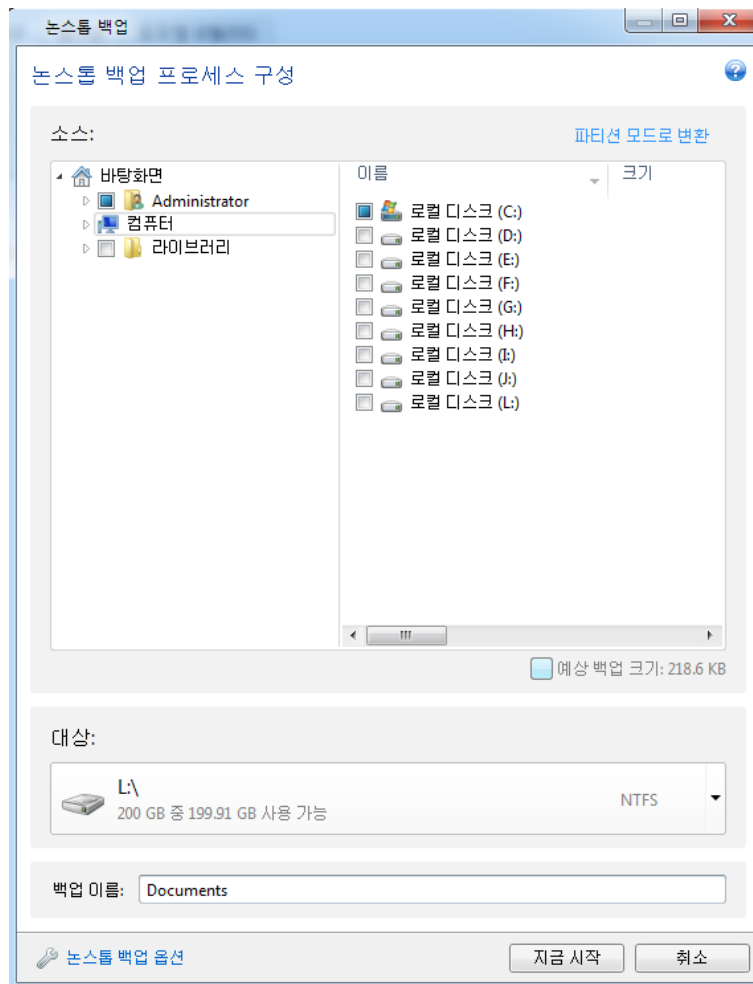 논스톱 백업
논스톱 백업 프로세스 구성
소스:
파티션 모드로 변환
바탕화면
Administrator
컴퓨터
라이브러리
이름
크기
로컬 디스크 (C:)
로컬 디스크 (D:)
로컬 디스크 (E:)
로컬 디스크 (F:)
로컬 디스크 (G:)
로컬 디스크 (H:)
로컬 디스크 (I:)
로컬 디스크 (J:)
로컬 디스크 (L:)
예상 백업 크기: 218.6 KB
대상:
L:\
200 GB 중 199.91 GB 사용 가능
NTFS
백업 이름: Documents
논스톱 백업 옵션
지금 시작
취소